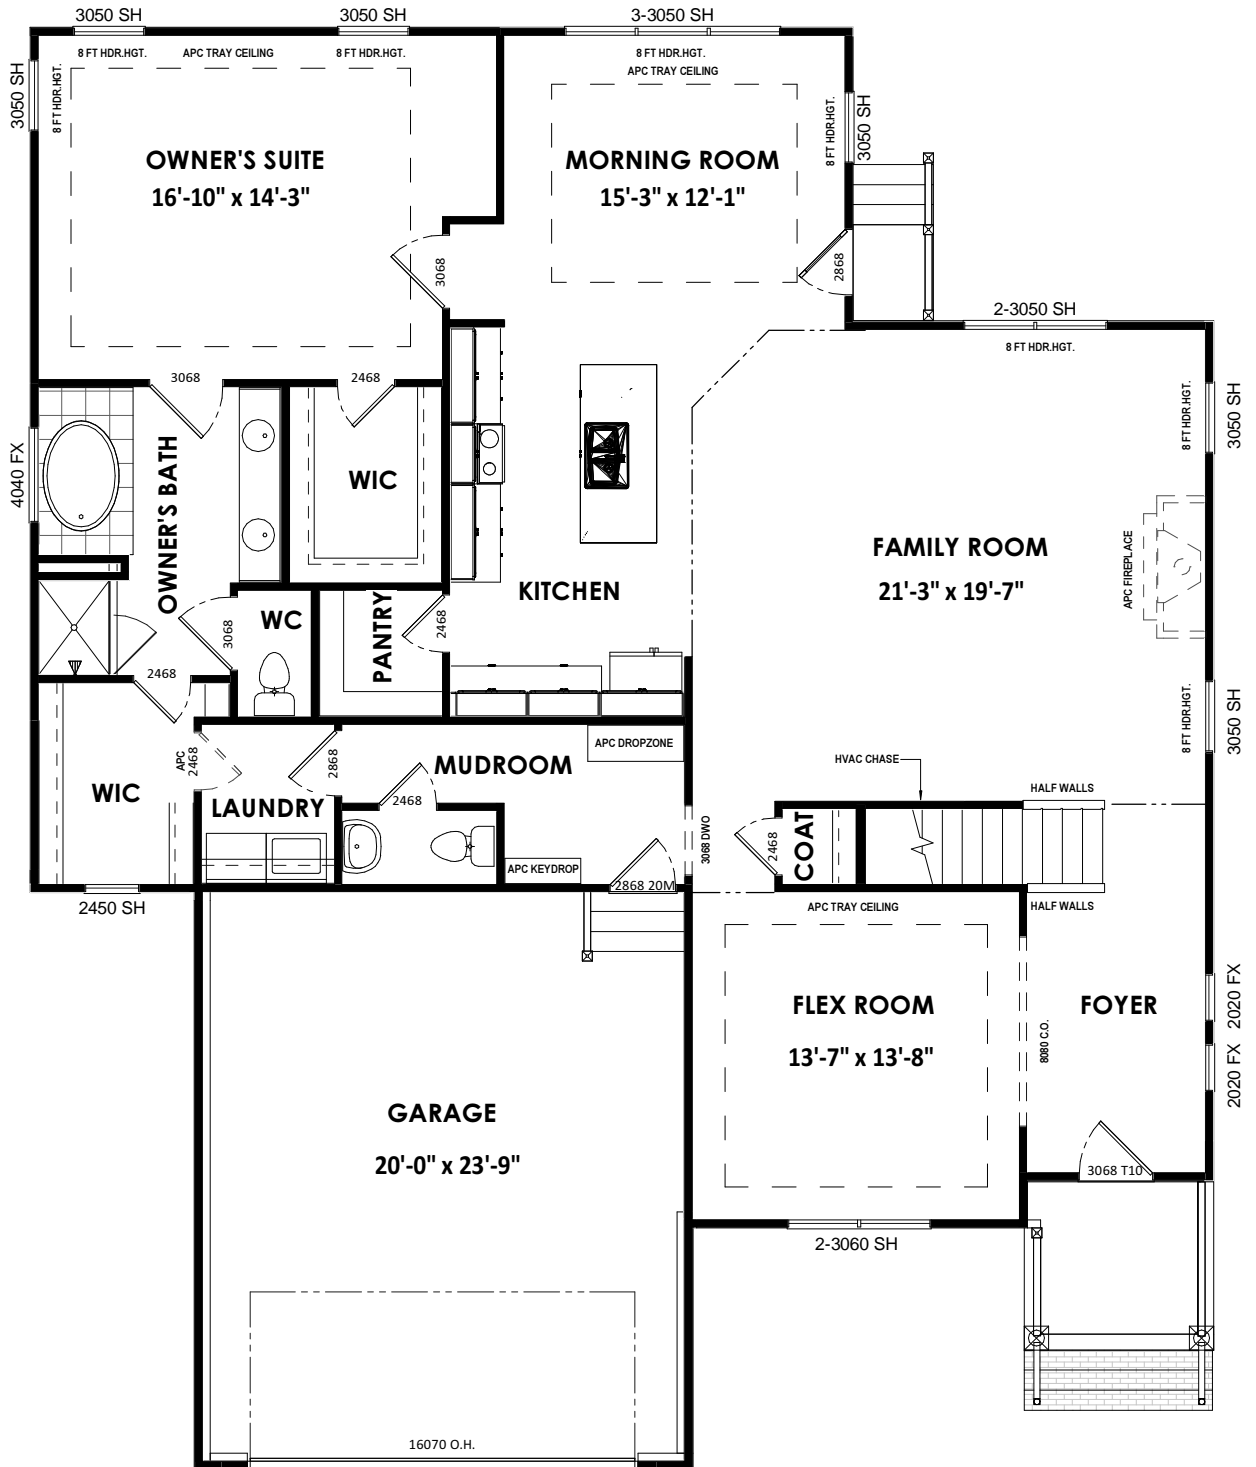 3050 SH
3050 SH
3-3050 SH
8 FT HDR.HGT.
APC TRAY CEILING
8 FT HDR.HGT.
8 FT HDR.HGT.
APC TRAY CEILING
3050 SH
8 FT HDR.HGT.
8 FT HDR.HGT.
3050 SH
OWNER'S SUITE
16'-10" x 14'-3"
MORNING ROOM
15'-3" x 12'-1"
3068
2868
2-3050 SH
8 FT HDR.HGT.
3068
2468
8 FT HDR.HGT.
3050 SH
4040 FX
OWNER'S BATH
WIC
FAMILY ROOM
21'-3" x 19'-7"
APC FIREPLACE
KITCHEN
WC
3068
PANTRY
2468
2468
8 FT HDR.HGT.
3050 SH
APC
2468
2868
APC DROPZONE
MUDROOM
HVAC CHASE
HALF WALLS
WIC
LAUNDRY
2468
3068 DWO
2468
COAT
APC KEYDROP
2868 20M
2450 SH
APC TRAY CEILING
HALF WALLS
FLEX ROOM
13'-7" x 13'-8"
8080 C.O.
FOYER
2020 FX
2020 FX
GARAGE
20'-0" x 23'-9"
3068 T10
2-3060 SH
16070 O.H.